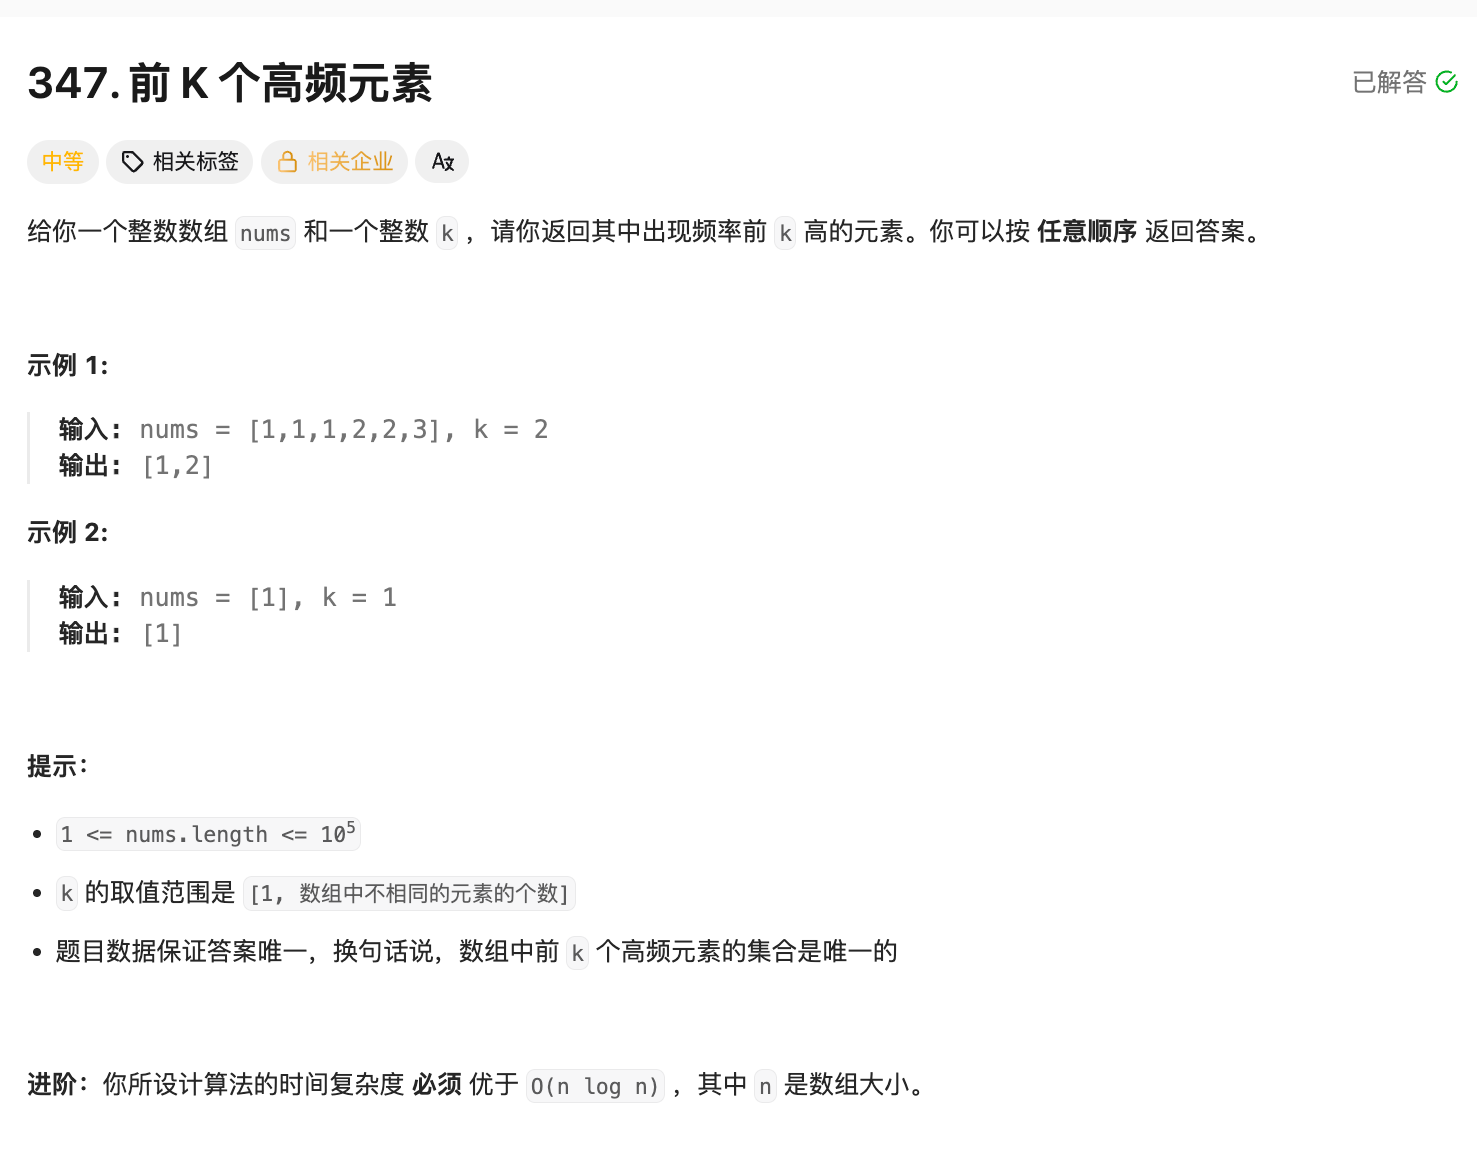 347. 前 K 个高频元素
已解答
中等 相关标签 相关企业 A文
给你一个整数数组 nums 和一个整数 k ，请你返回其中出现频率前 k 高的元素。你可以按 任意顺序 返回答案。
示例 1:
输入: nums = [1,1,1,2,2,3], k = 2
输出: [1,2]
示例 2:
输入: nums = [1], k = 1
输出: [1]
提示：
• 1 <= nums.length <= 10⁵
• k 的取值范围是 [1, 数组中不相同的元素的个数]
• 题目数据保证答案唯一，换句话说，数组中前 k 个高频元素的集合是唯一的
进阶：你所设计算法的时间复杂度 必须 优于 O(n log n) ，其中 n 是数组大小。